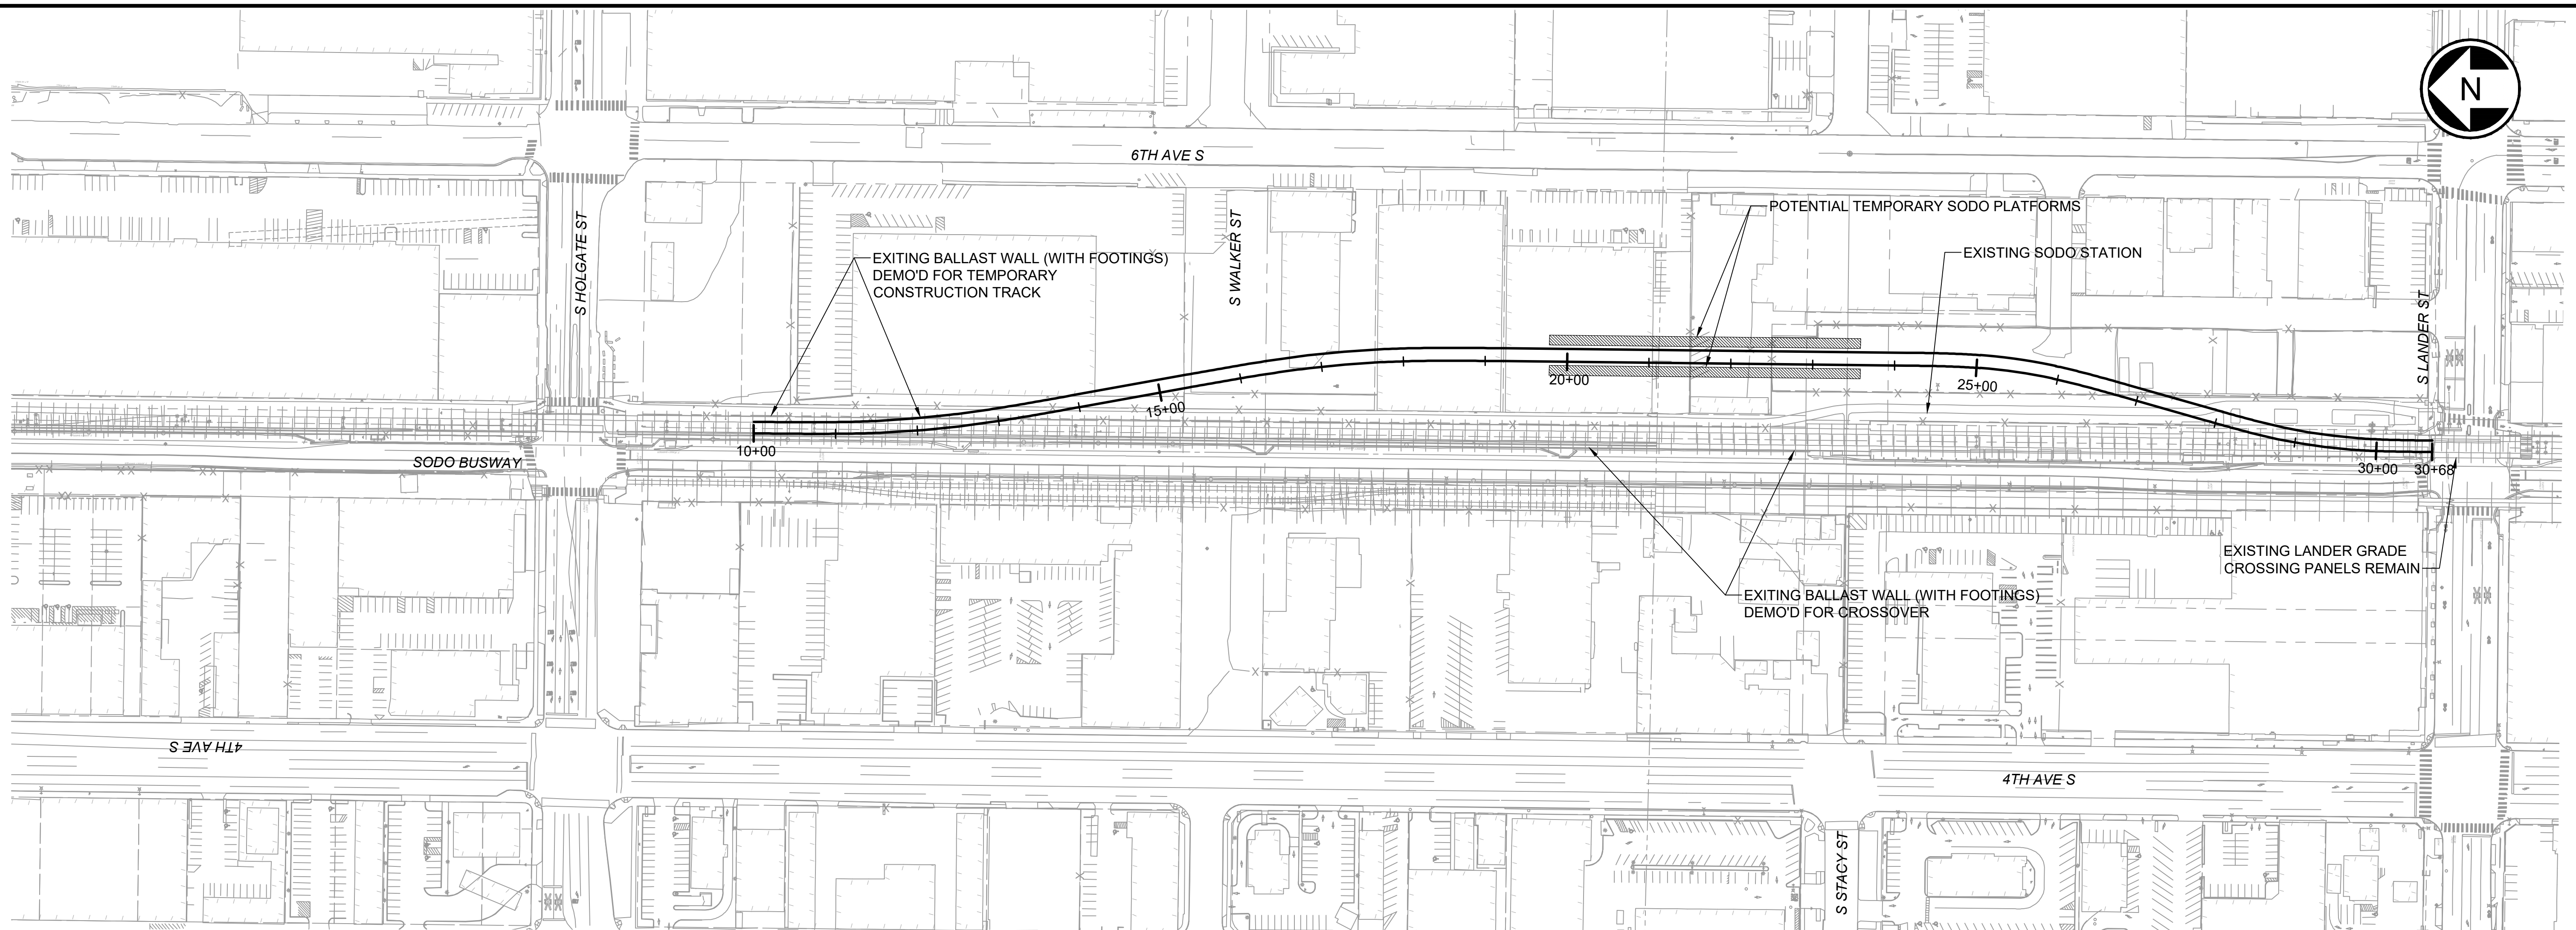 N
6TH AVE S
POTENTIAL TEMPORARY SODO PLATFORMS
S HOLGATE ST
S WALKER ST
EXISTING SODO STATION
EXITING BALLAST WALL (WITH FOOTINGS)
DEMO'D FOR TEMPORARY
CONSTRUCTION TRACK
S LANDER ST
20+00
25+00
15+00
10+00
SODO BUSWAY
30+00
30+68
EXISTING LANDER GRADE
CROSSING PANELS REMAIN
EXITING BALLAST WALL (WITH FOOTINGS)
DEMO'D FOR CROSSOVER
4TH AVE S
4TH AVE S
S STACY ST